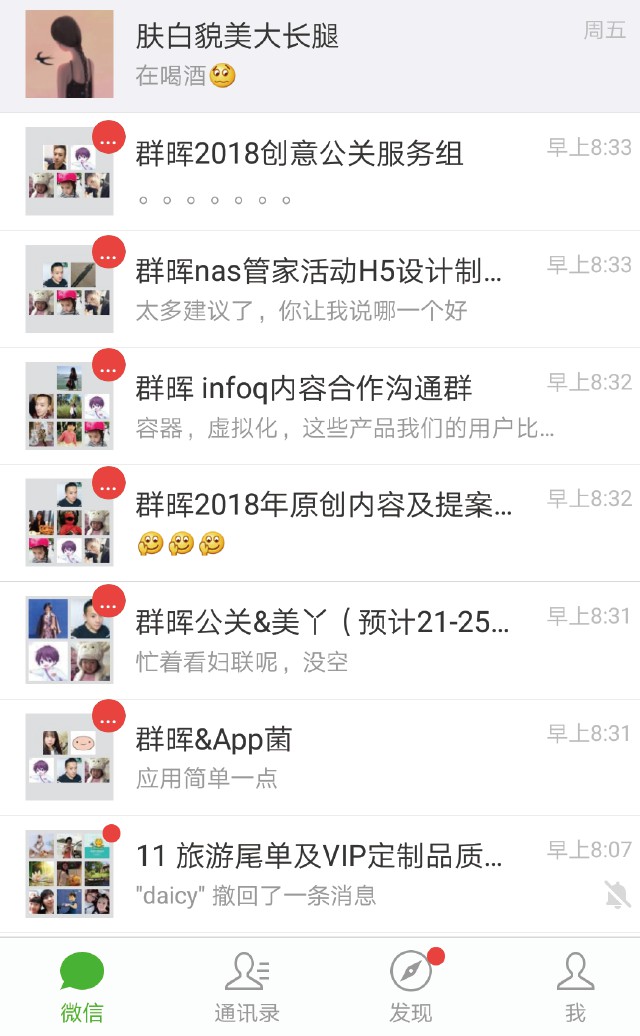 肤白貌美大长腿
周五
在喝酒
群晖2018创意公关服务组
早上8:33
。。。。。。。
群晖nas管家活动H5设计制...
早上8:33
太多建议了，你让我说哪一个好
群晖 infoq内容合作沟通群
早上8:32
容器，虚拟化，这些产品我们的用户比...
群晖2018年原创内容及提案...
早上8:32
群晖公关&美丫（预计21-25...
早上8:31
忙着看妇联呢，没空
群晖&App菌
早上8:31
应用简单一点
11 旅游尾单及VIP定制品质...
早上8:07
"daicy" 撤回了一条消息
微信
通讯录
发现
我